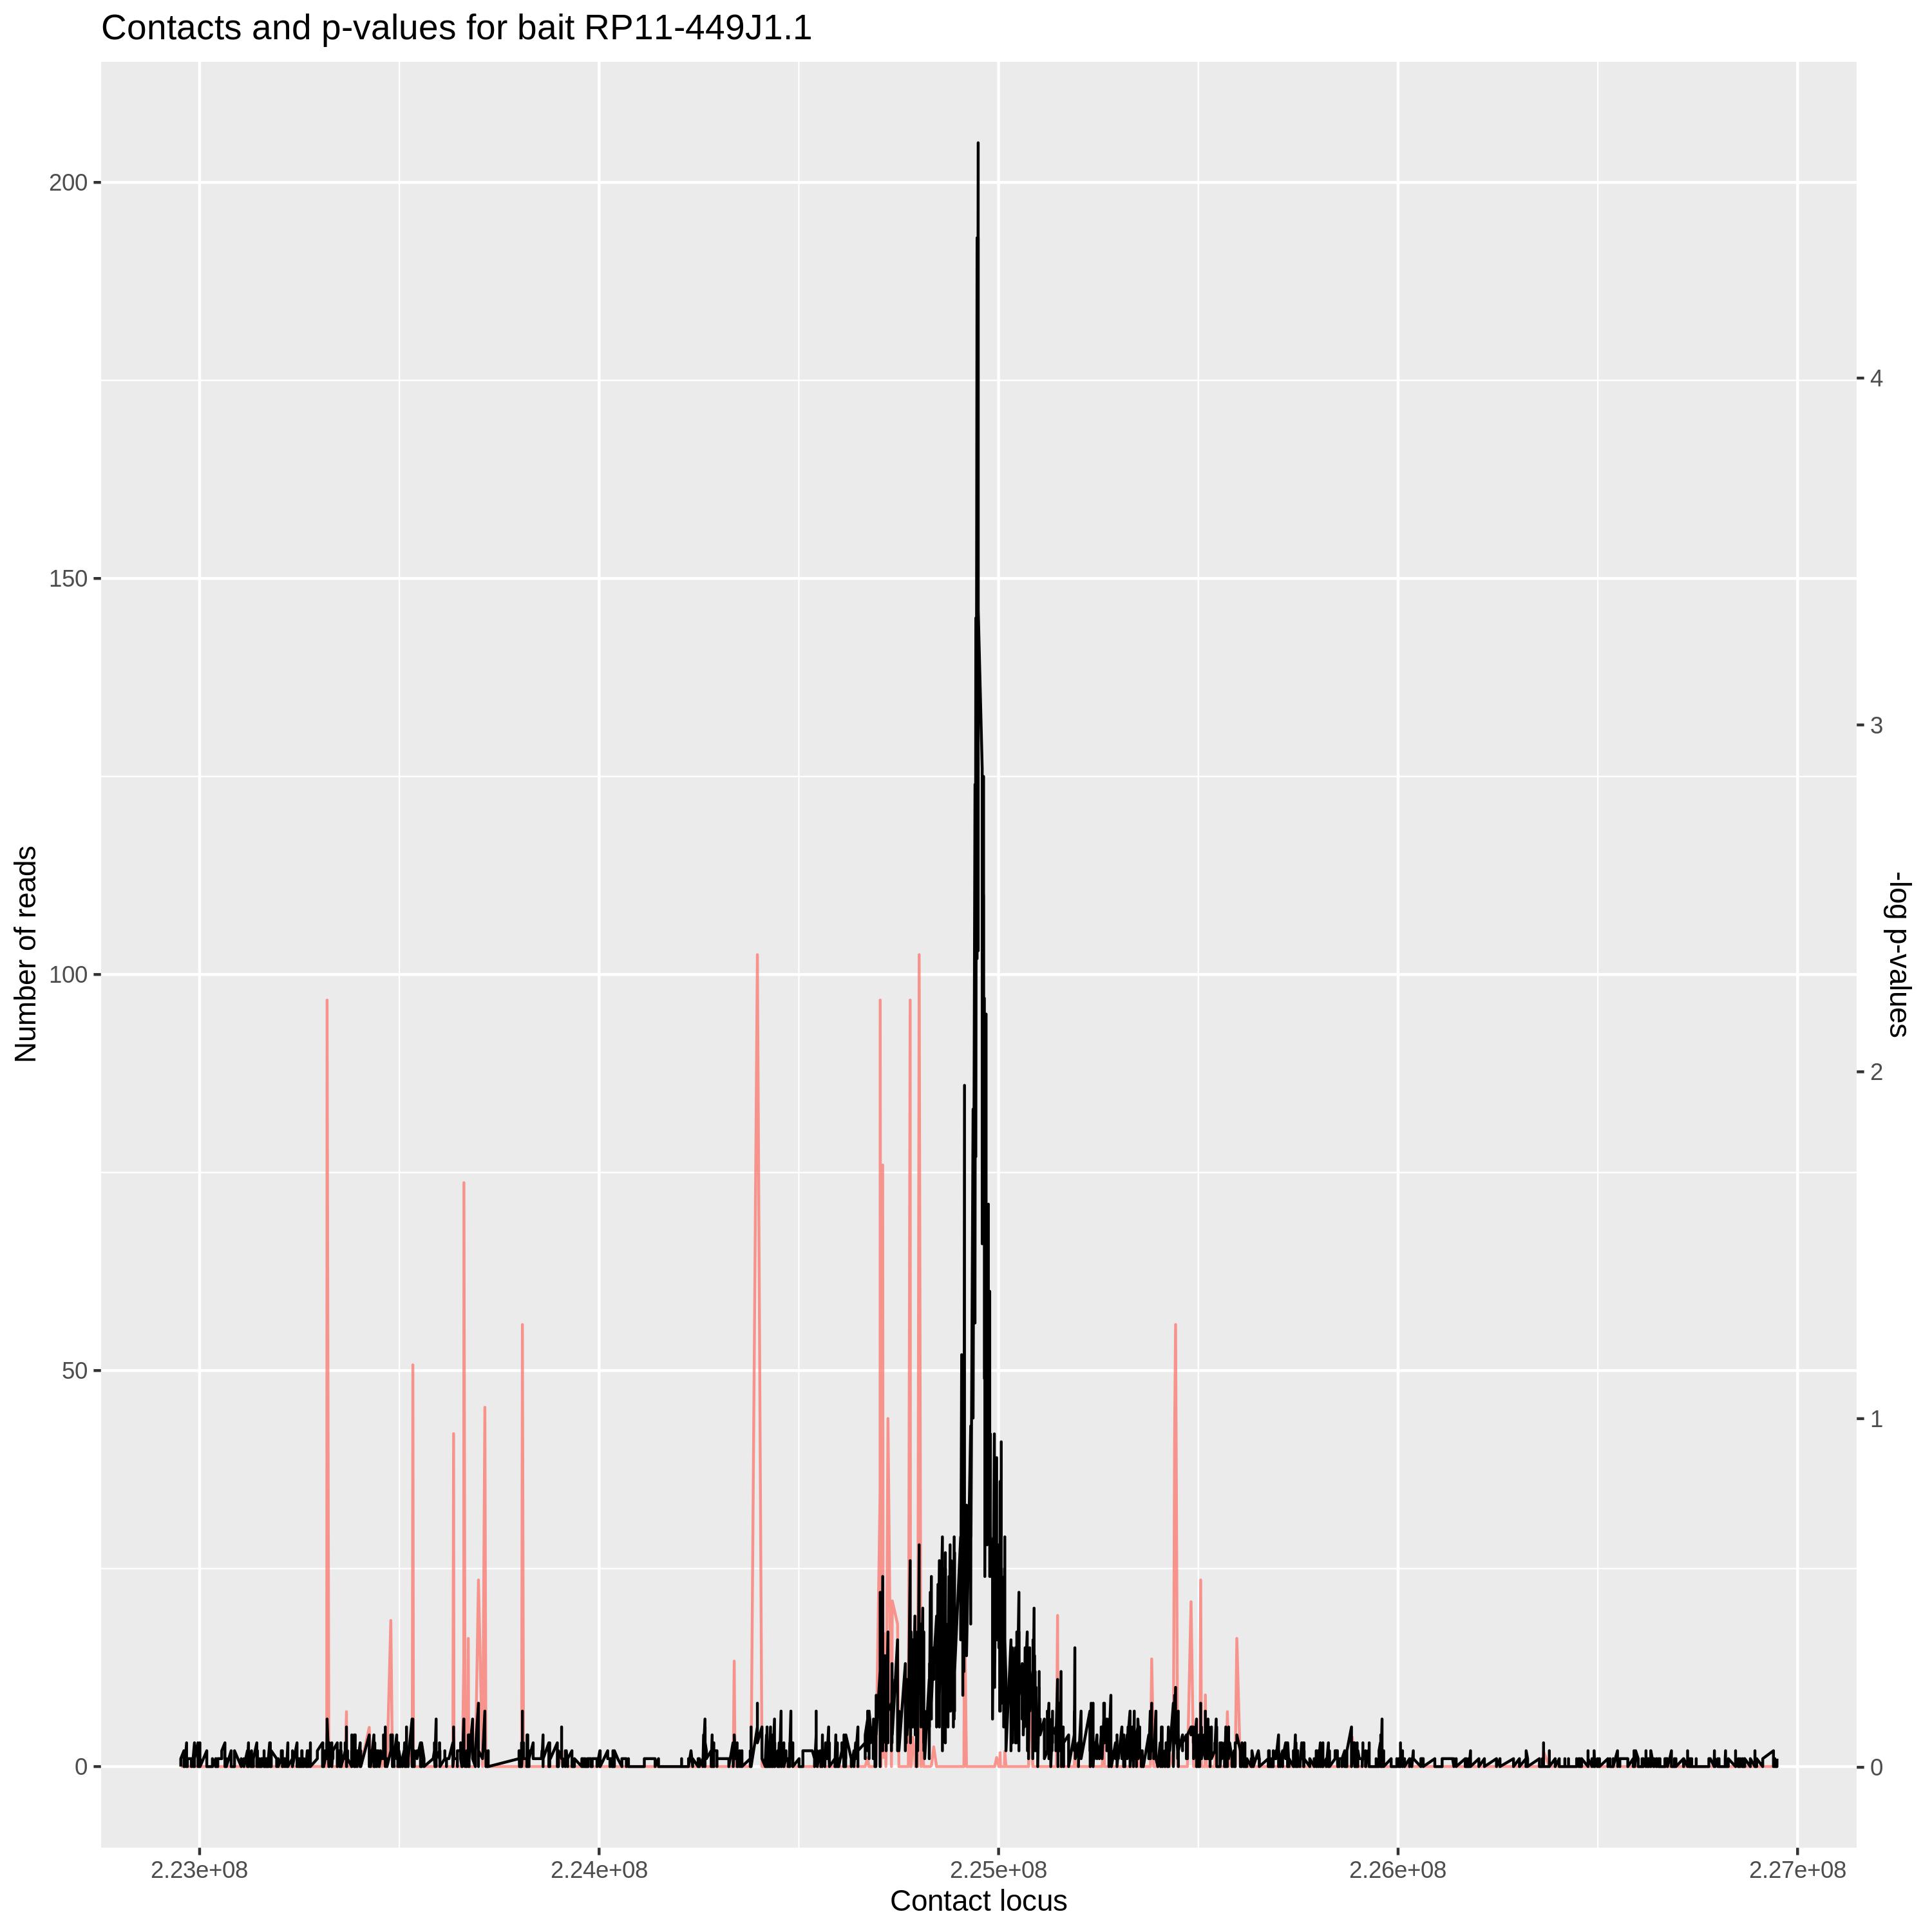 Contacts and p-values for bait RP11-449J1.1
200
150
100
50
0
Number of reads
4
3
2
1
0
-log p-values
2.23e+08 2.24e+08 2.25e+08 2.26e+08 2.27e+08
Contact locus